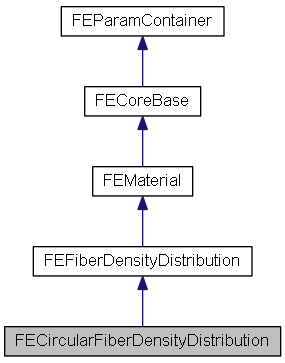 FEParamContainer
FECoreBase
FEMaterial
FEFiberDensityDistribution
FECircularFiberDensityDistribution